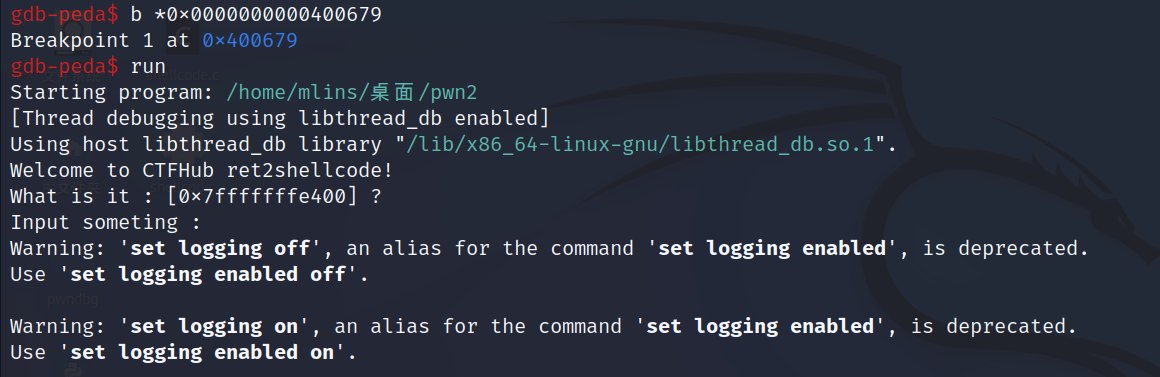 gdb-peda$ b *0×0000000000400679
Breakpoint 1 at 0×400679
gdb-peda$ run
Starting program: /home/mlins/桌面/pwn2
[Thread debugging using libthread_db enabled]
Using host libthread_db library "/lib/x86_64-linux-gnu/libthread_db.so.1".
Welcome to CTFHub ret2shellcode!
What is it : [0×7fffffffe400] ?
Input someting :
Warning: 'set logging off', an alias for the command 'set logging enabled', is deprecated.
Use 'set logging enabled off'.
Warning: 'set logging on', an alias for the command 'set logging enabled', is deprecated.
Use 'set logging enabled on'.
pwndbg